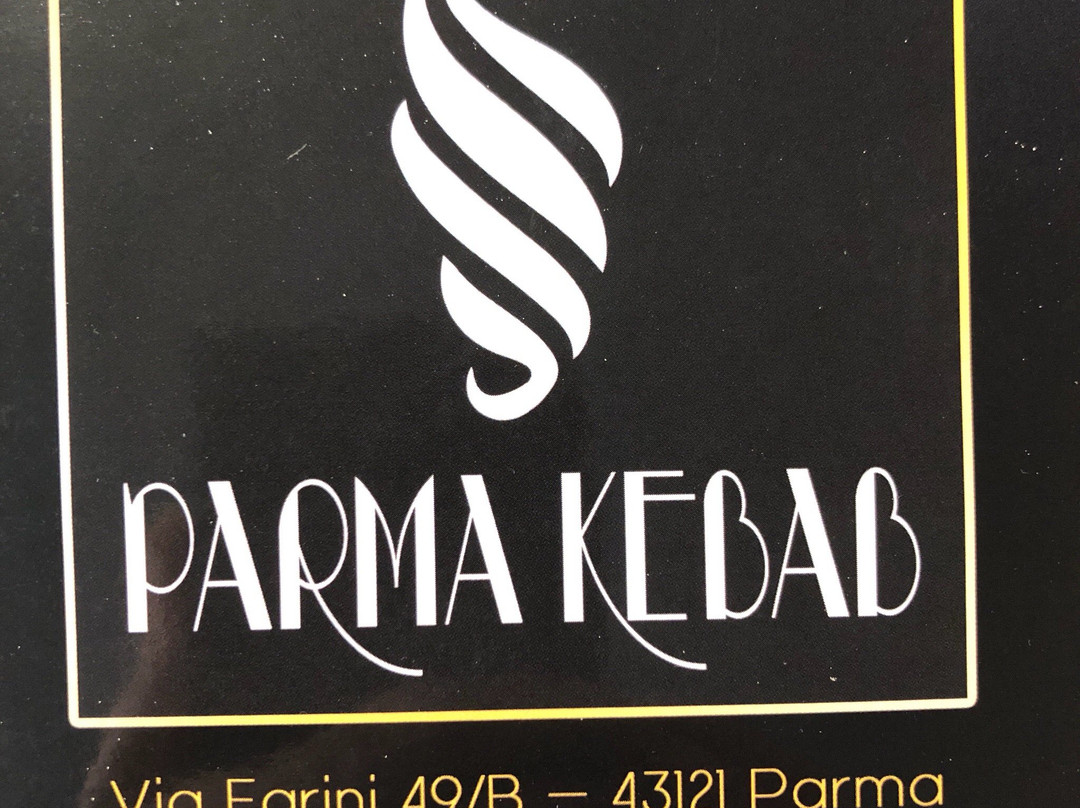 PARMA KEBAB
Via Farini 49/B – 43121 Parma